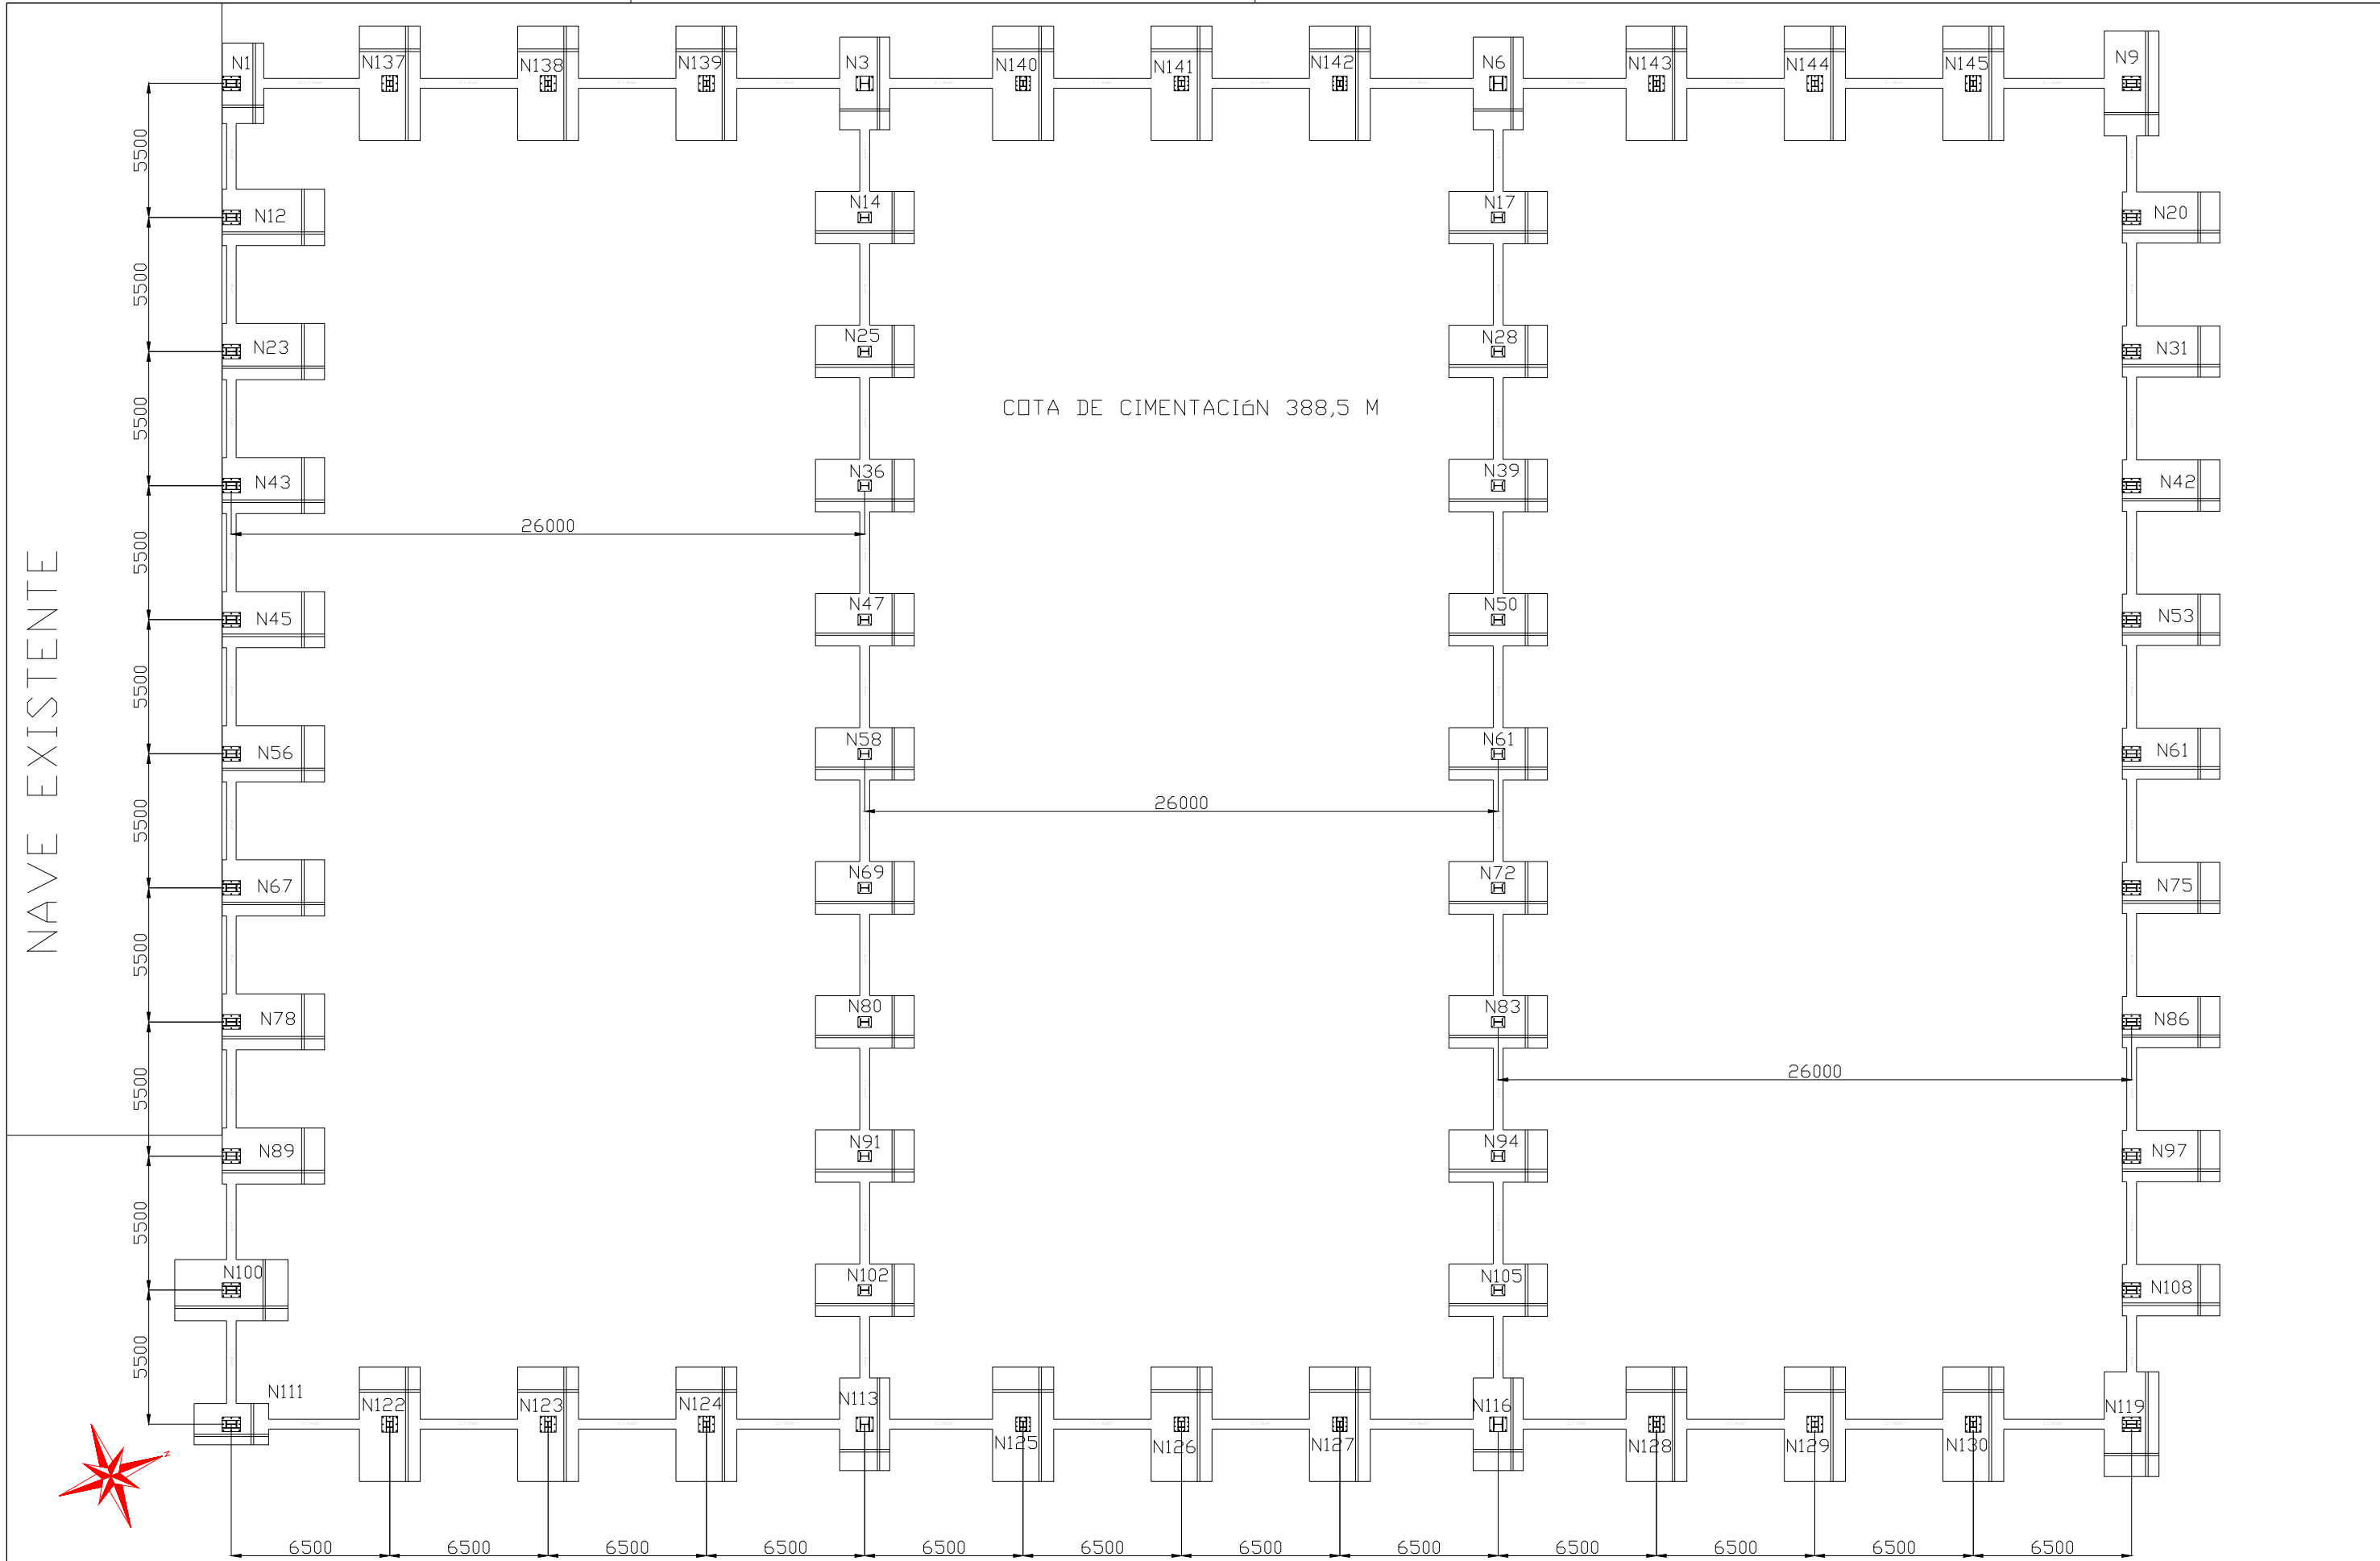 N1 N137 N138 N139 N3 N140 N141 N142 N6 N143 N144 N145 N9
5500
N12 N14 N17 N20
5500
N23 N25 N28 N31
COTA DE CIMENTACIóN 388,5 M
5500
N43 N36 N39 N42
26000
5500
N45 N47 N50 N53
NAVE EXISTENTE
5500
N56 N58 N61 N61
26000
5500
N67 N69 N72 N75
5500
N78 N80 N83 N86
26000
5500
N89 N91 N94 N97
5500
N100 N102 N105 N108
5500
N111 N122 N123 N124 N113 N125 N126 N127 N116 N128 N129 N130 N119
N
6500 6500 6500 6500 6500 6500 6500 6500 6500 6500 6500 6500